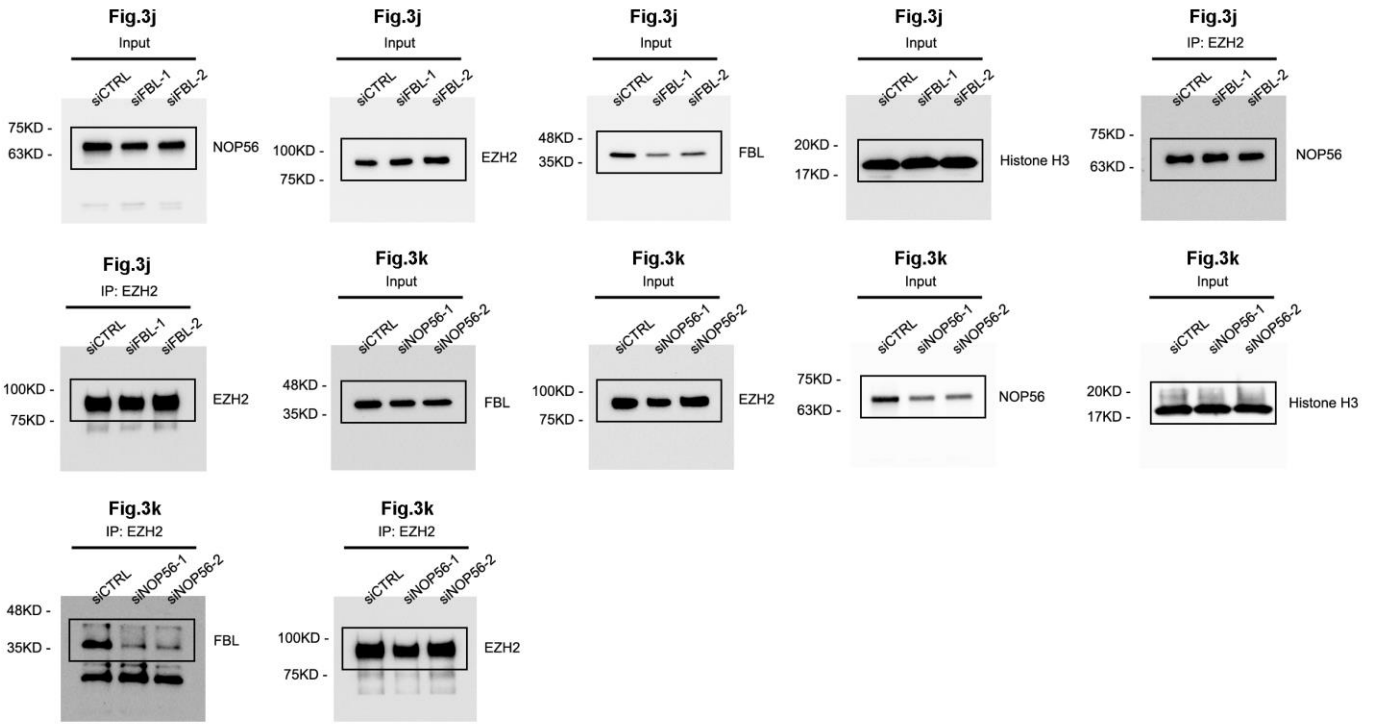 Fig.3j
Input
siCTRL siFBL-1 siFBL-2
75KD -
63KD -
NOP56
Fig.3j
Input
siCTRL siFBL-1 siFBL-2
100KD -
75KD -
EZH2
Fig.3j
Input
siCTRL siFBL-1 siFBL-2
48KD -
35KD -
FBL
Fig.3j
Input
siCTRL siFBL-1 siFBL-2
20KD -
17KD -
Histone H3
Fig.3j
IP: EZH2
siCTRL siFBL-1 siFBL-2
75KD -
63KD -
NOP56
Fig.3j
IP: EZH2
siCTRL siFBL-1 siFBL-2
100KD -
75KD -
EZH2
Fig.3k
Input
siCTRL siNOP56-1 siNOP56-2
48KD -
35KD -
FBL
Fig.3k
Input
siCTRL siNOP56-1 siNOP56-2
100KD -
75KD -
EZH2
Fig.3k
Input
siCTRL siNOP56-1 siNOP56-2
75KD -
63KD -
NOP56
Fig.3k
Input
siCTRL siNOP56-1 siNOP56-2
20KD -
17KD -
Histone H3
Fig.3k
IP: EZH2
siCTRL siNOP56-1 siNOP56-2
48KD -
35KD -
FBL
Fig.3k
IP: EZH2
siCTRL siNOP56-1 siNOP56-2
100KD -
75KD -
EZH2